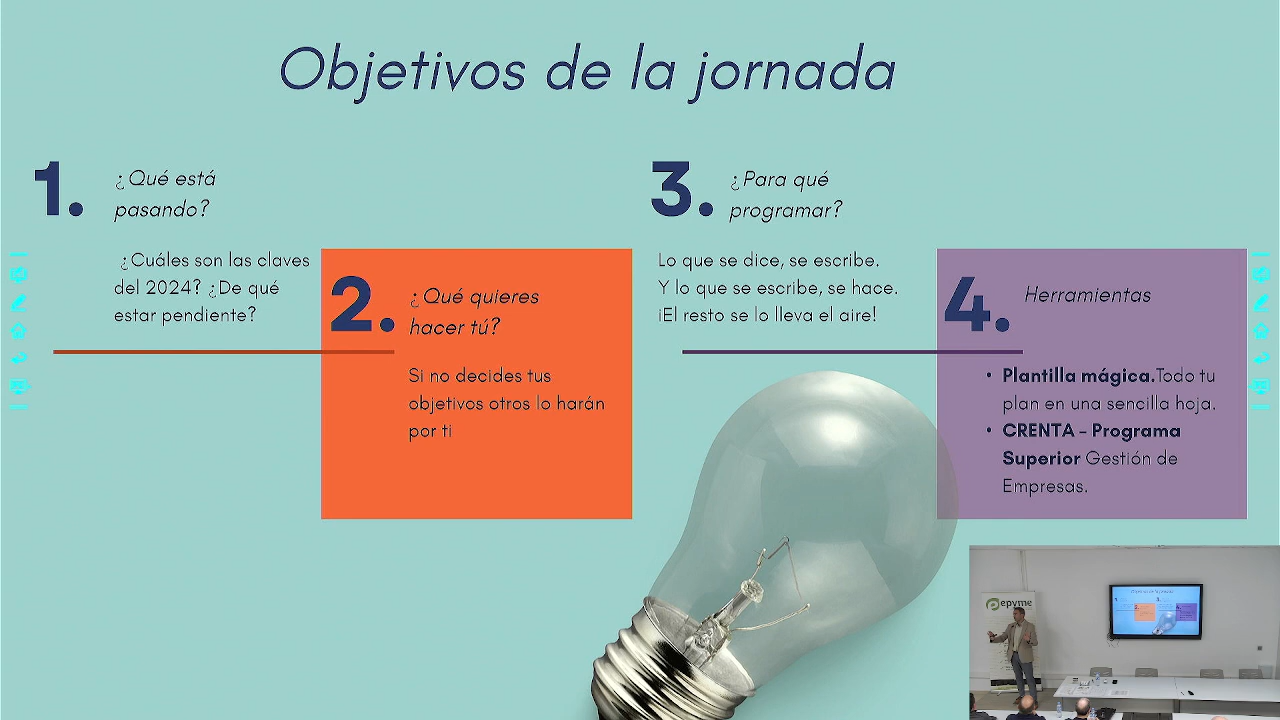 Objetivos de la jornada
1.
¿Qué está
pasando?
¿Cuáles son las claves
del 2024? ¿De qué
estar pendiente?
2.
¿Qué quieres
hacer tú?
Si no decides tus
objetivos otros lo harán
por ti
3.
¿Para qué
programar?
Lo que se dice, se escribe.
Y lo que se escribe, se hace.
¡El resto se lo lleva el aire!
4.
Herramientas
• Plantilla mágica.Todo tu
plan en una sencilla hoja.
• CRENTA – Programa
Superior Gestión de
Empresas.
epyme